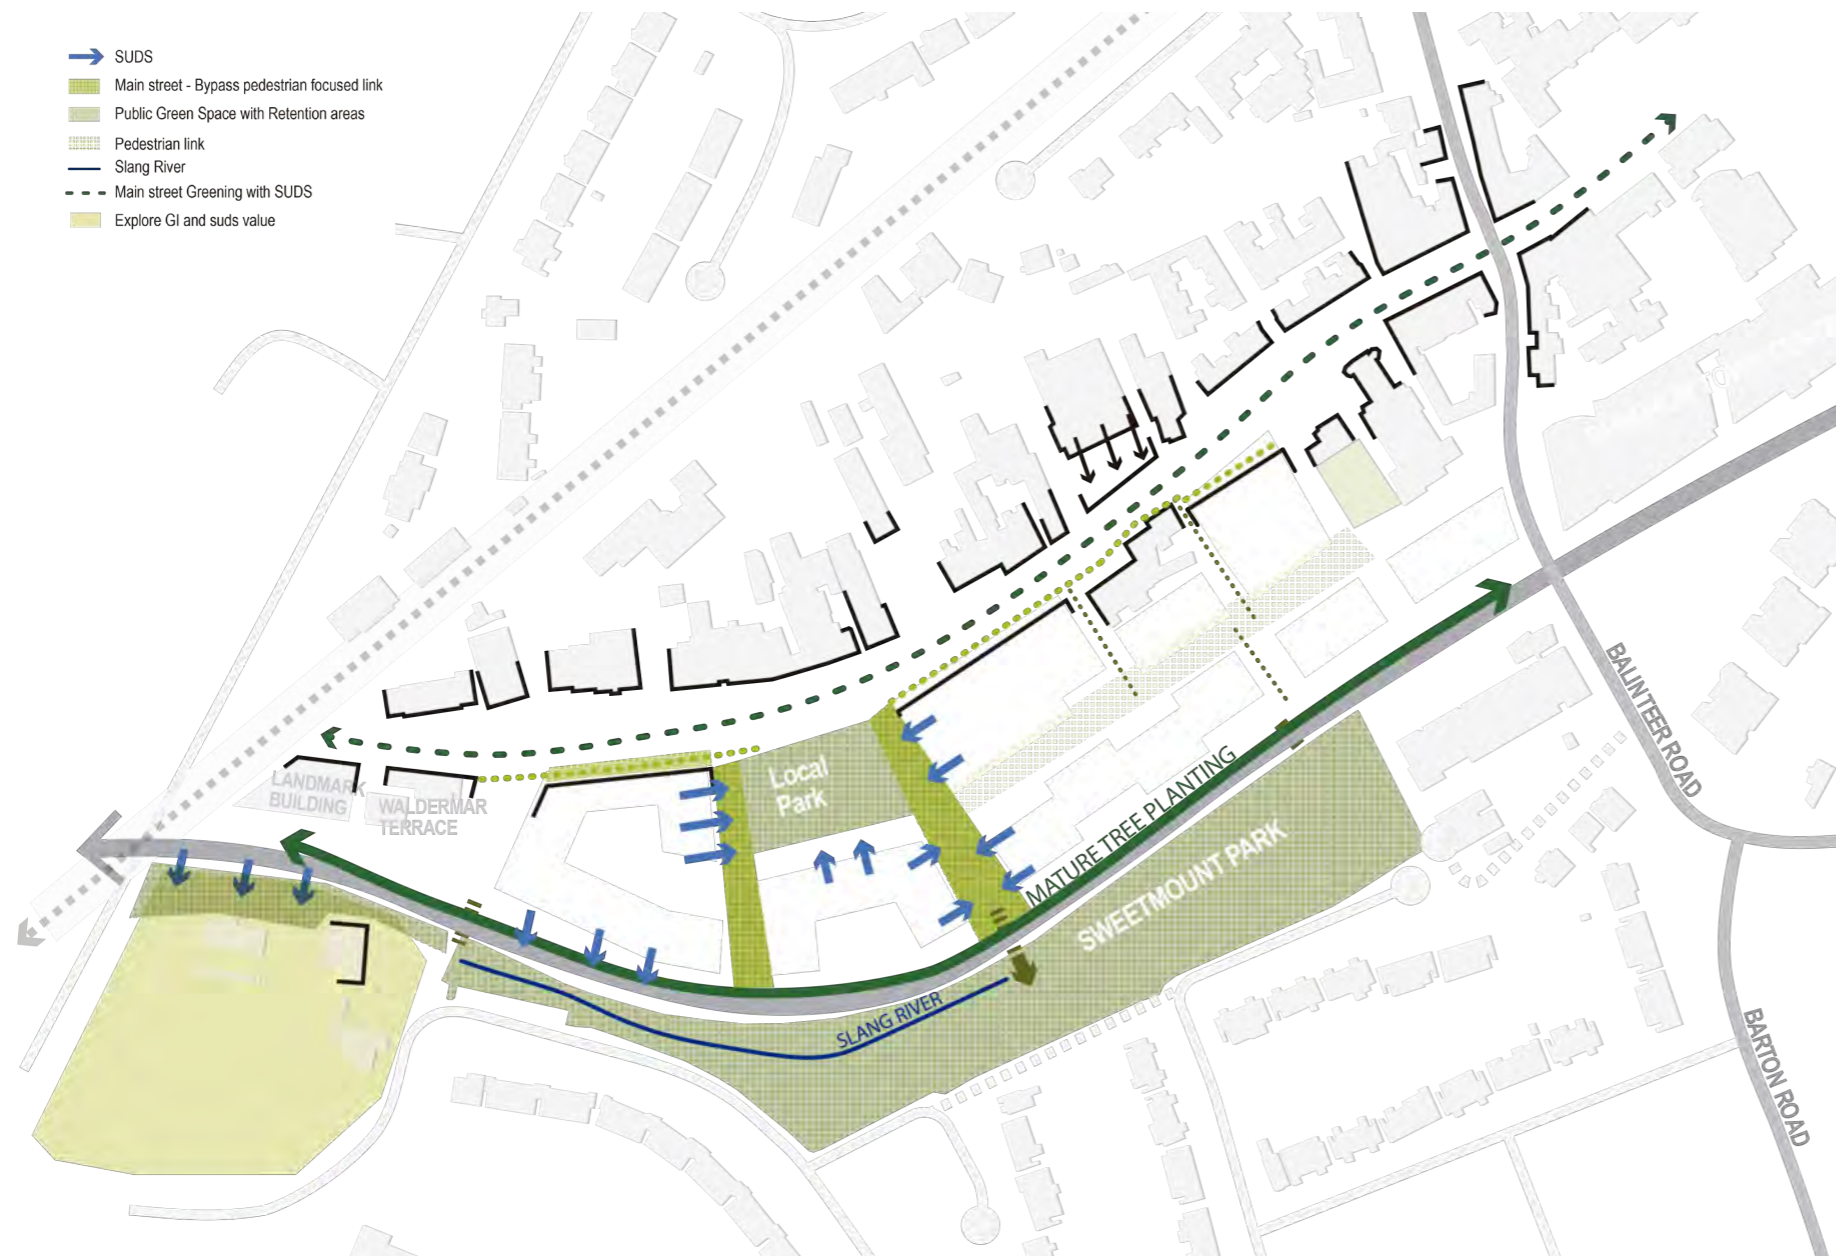 SUDS
Main street - Bypass pedestrian focused link
Public Green Space with Retention areas
Pedestrian link
Slang River
Main street Greening with SUDS
Explore GI and suds value
LANDMARK
BUILDING
WALDERMAR
TERRACE
Local
Park
MATURE TREE PLANTING
SWEETMOUNT PARK
SLANG RIVER
BALINTEER ROAD
BARTON ROAD